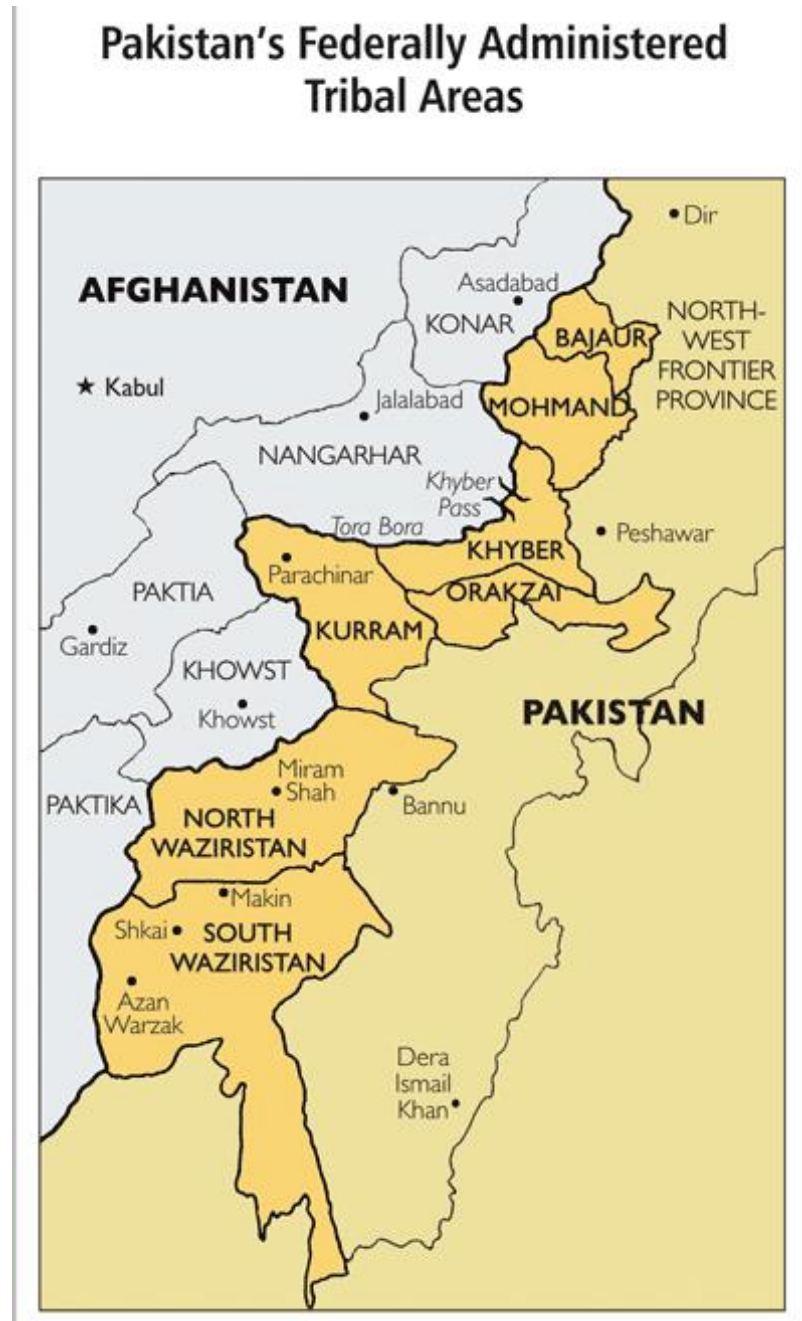 Pakistan's Federally Administered
Tribal Areas
Dir
AFGHANISTAN
Asadabad
KONAR
NORTH-
WEST
FRONTIER
PROVINCE
BAJAUR
Kabul
Jalalabad
MOHMAND
NANGARHAR
Khyber
Pass
Tora Bora
Peshawar
KHYBER
Parachinar
PAKTIA
ORAKZAI
Gardiz
KURRAM
KHOWST
Khowst
PAKISTAN
Miram
Shah
PAKTIKA
Bannu
NORTH
WAZIRISTAN
Makin
Shkai
SOUTH
WAZIRISTAN
Azan
Warzak
Dera
Ismail
Khan